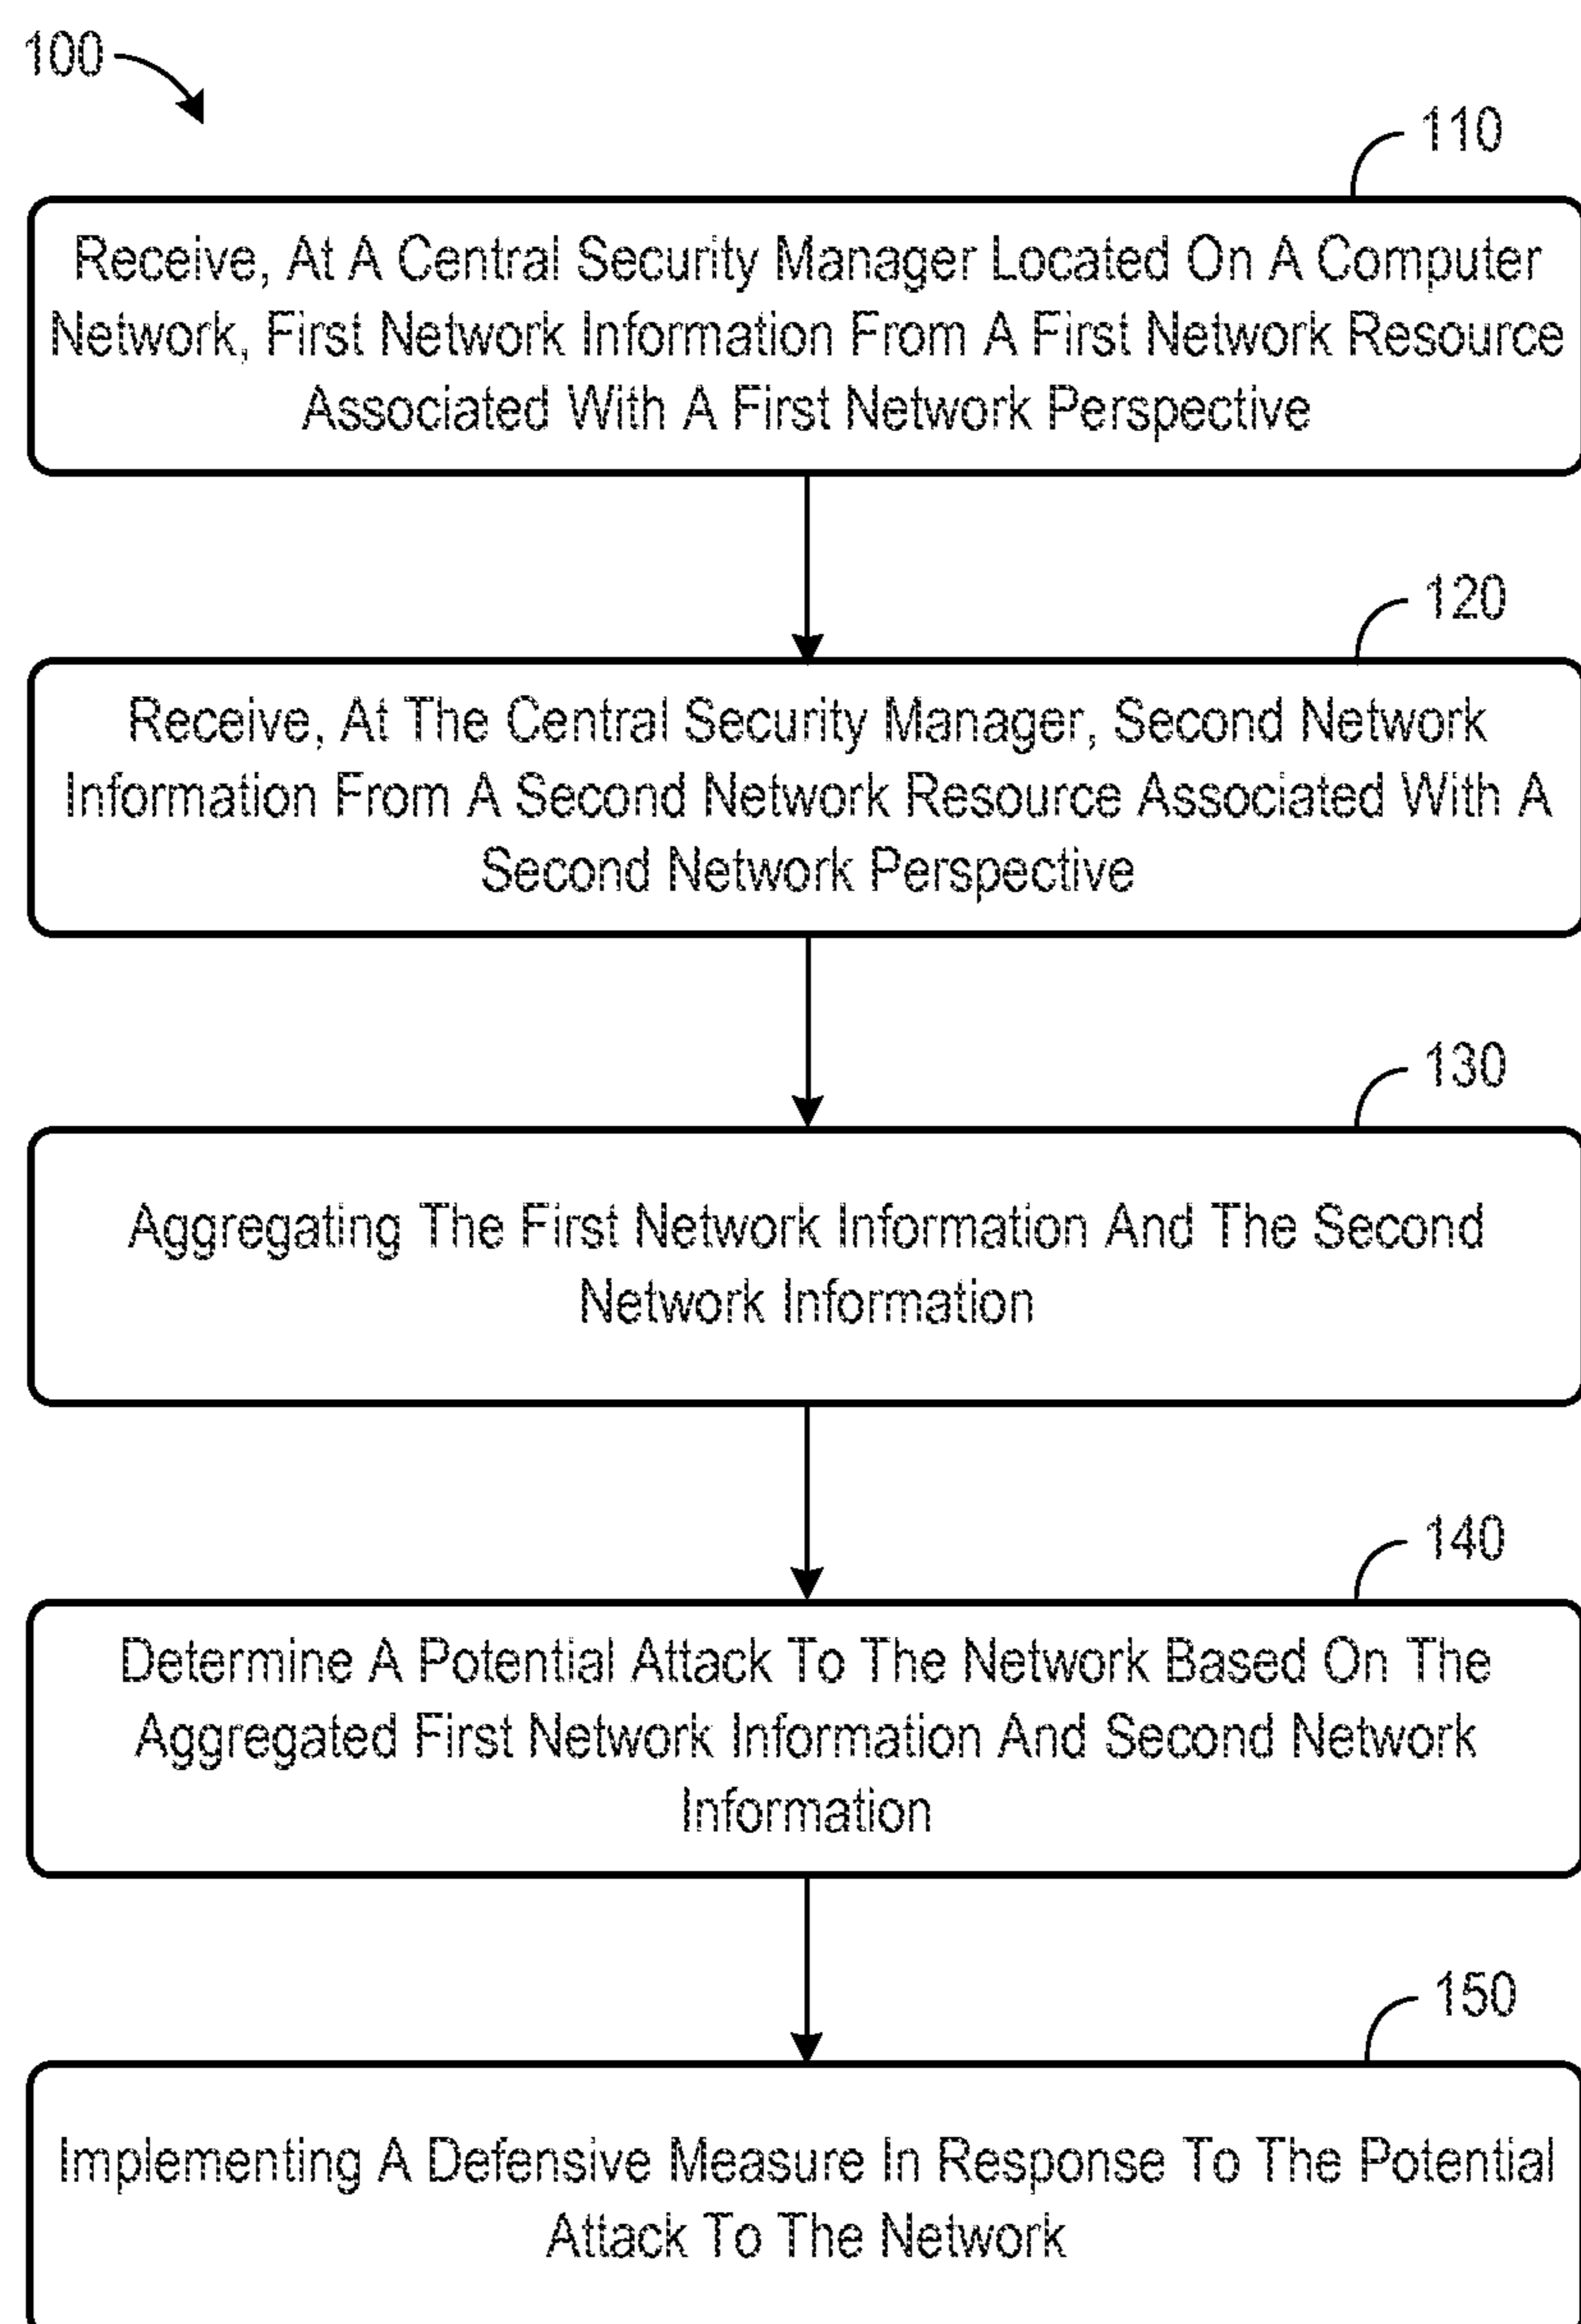 100
110
Receive, At A Central Security Manager Located On A Computer
Network, First Network Information From A First Network Resource
Associated With A First Network Perspective
120
Receive, At The Central Security Manager, Second Network
Information From A Second Network Resource Associated With A
Second Network Perspective
130
Aggregating The First Network Information And The Second
Network Information
140
Determine A Potential Attack To The Network Based On The
Aggregated First Network Information And Second Network
Information
150
Implementing A Defensive Measure In Response To The Potential
Attack To The Network